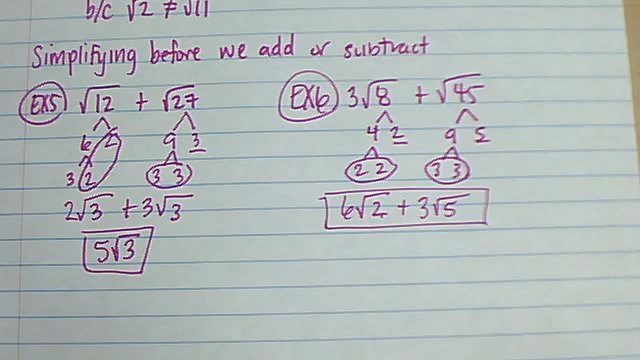 b/c √2 ≠ √11
Simplifying before we add or subtract
EX5 √12 + √27
6 2 9 3
3 2 3 3
2√3 + 3√3
5√3
EX6 3√8 + √45
4 2 9 5
2 2 3 3
6√2 + 3√5